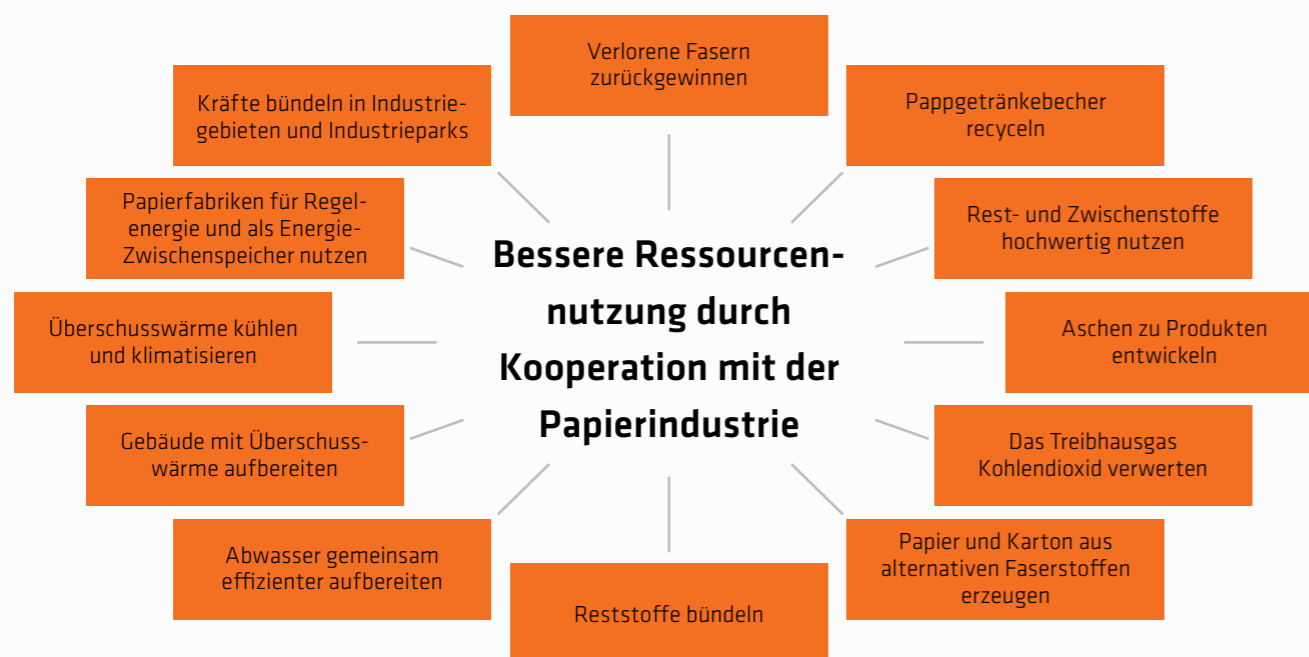 Verlorene Fasern
zurückgewinnen
Kräfte bündeln in Industrie-
gebieten und Industrieparks
Pappgetränkebecher
recyceln
Papierfabriken für Regel-
energie und als Energie-
Zwischenspeicher nutzen
Rest- und Zwischenstoffe
hochwertig nutzen
Bessere Ressourcen-
nutzung durch
Kooperation mit der
Papierindustrie
Überschusswärme kühlen
und klimatisieren
Aschen zu Produkten
entwickeln
Gebäude mit Überschuss-
wärme aufbereiten
Das Treibhausgas
Kohlendioxid verwerten
Abwasser gemeinsam
effizienter aufbereiten
Papier und Karton aus
alternativen Faserstoffen
erzeugen
Reststoffe bündeln